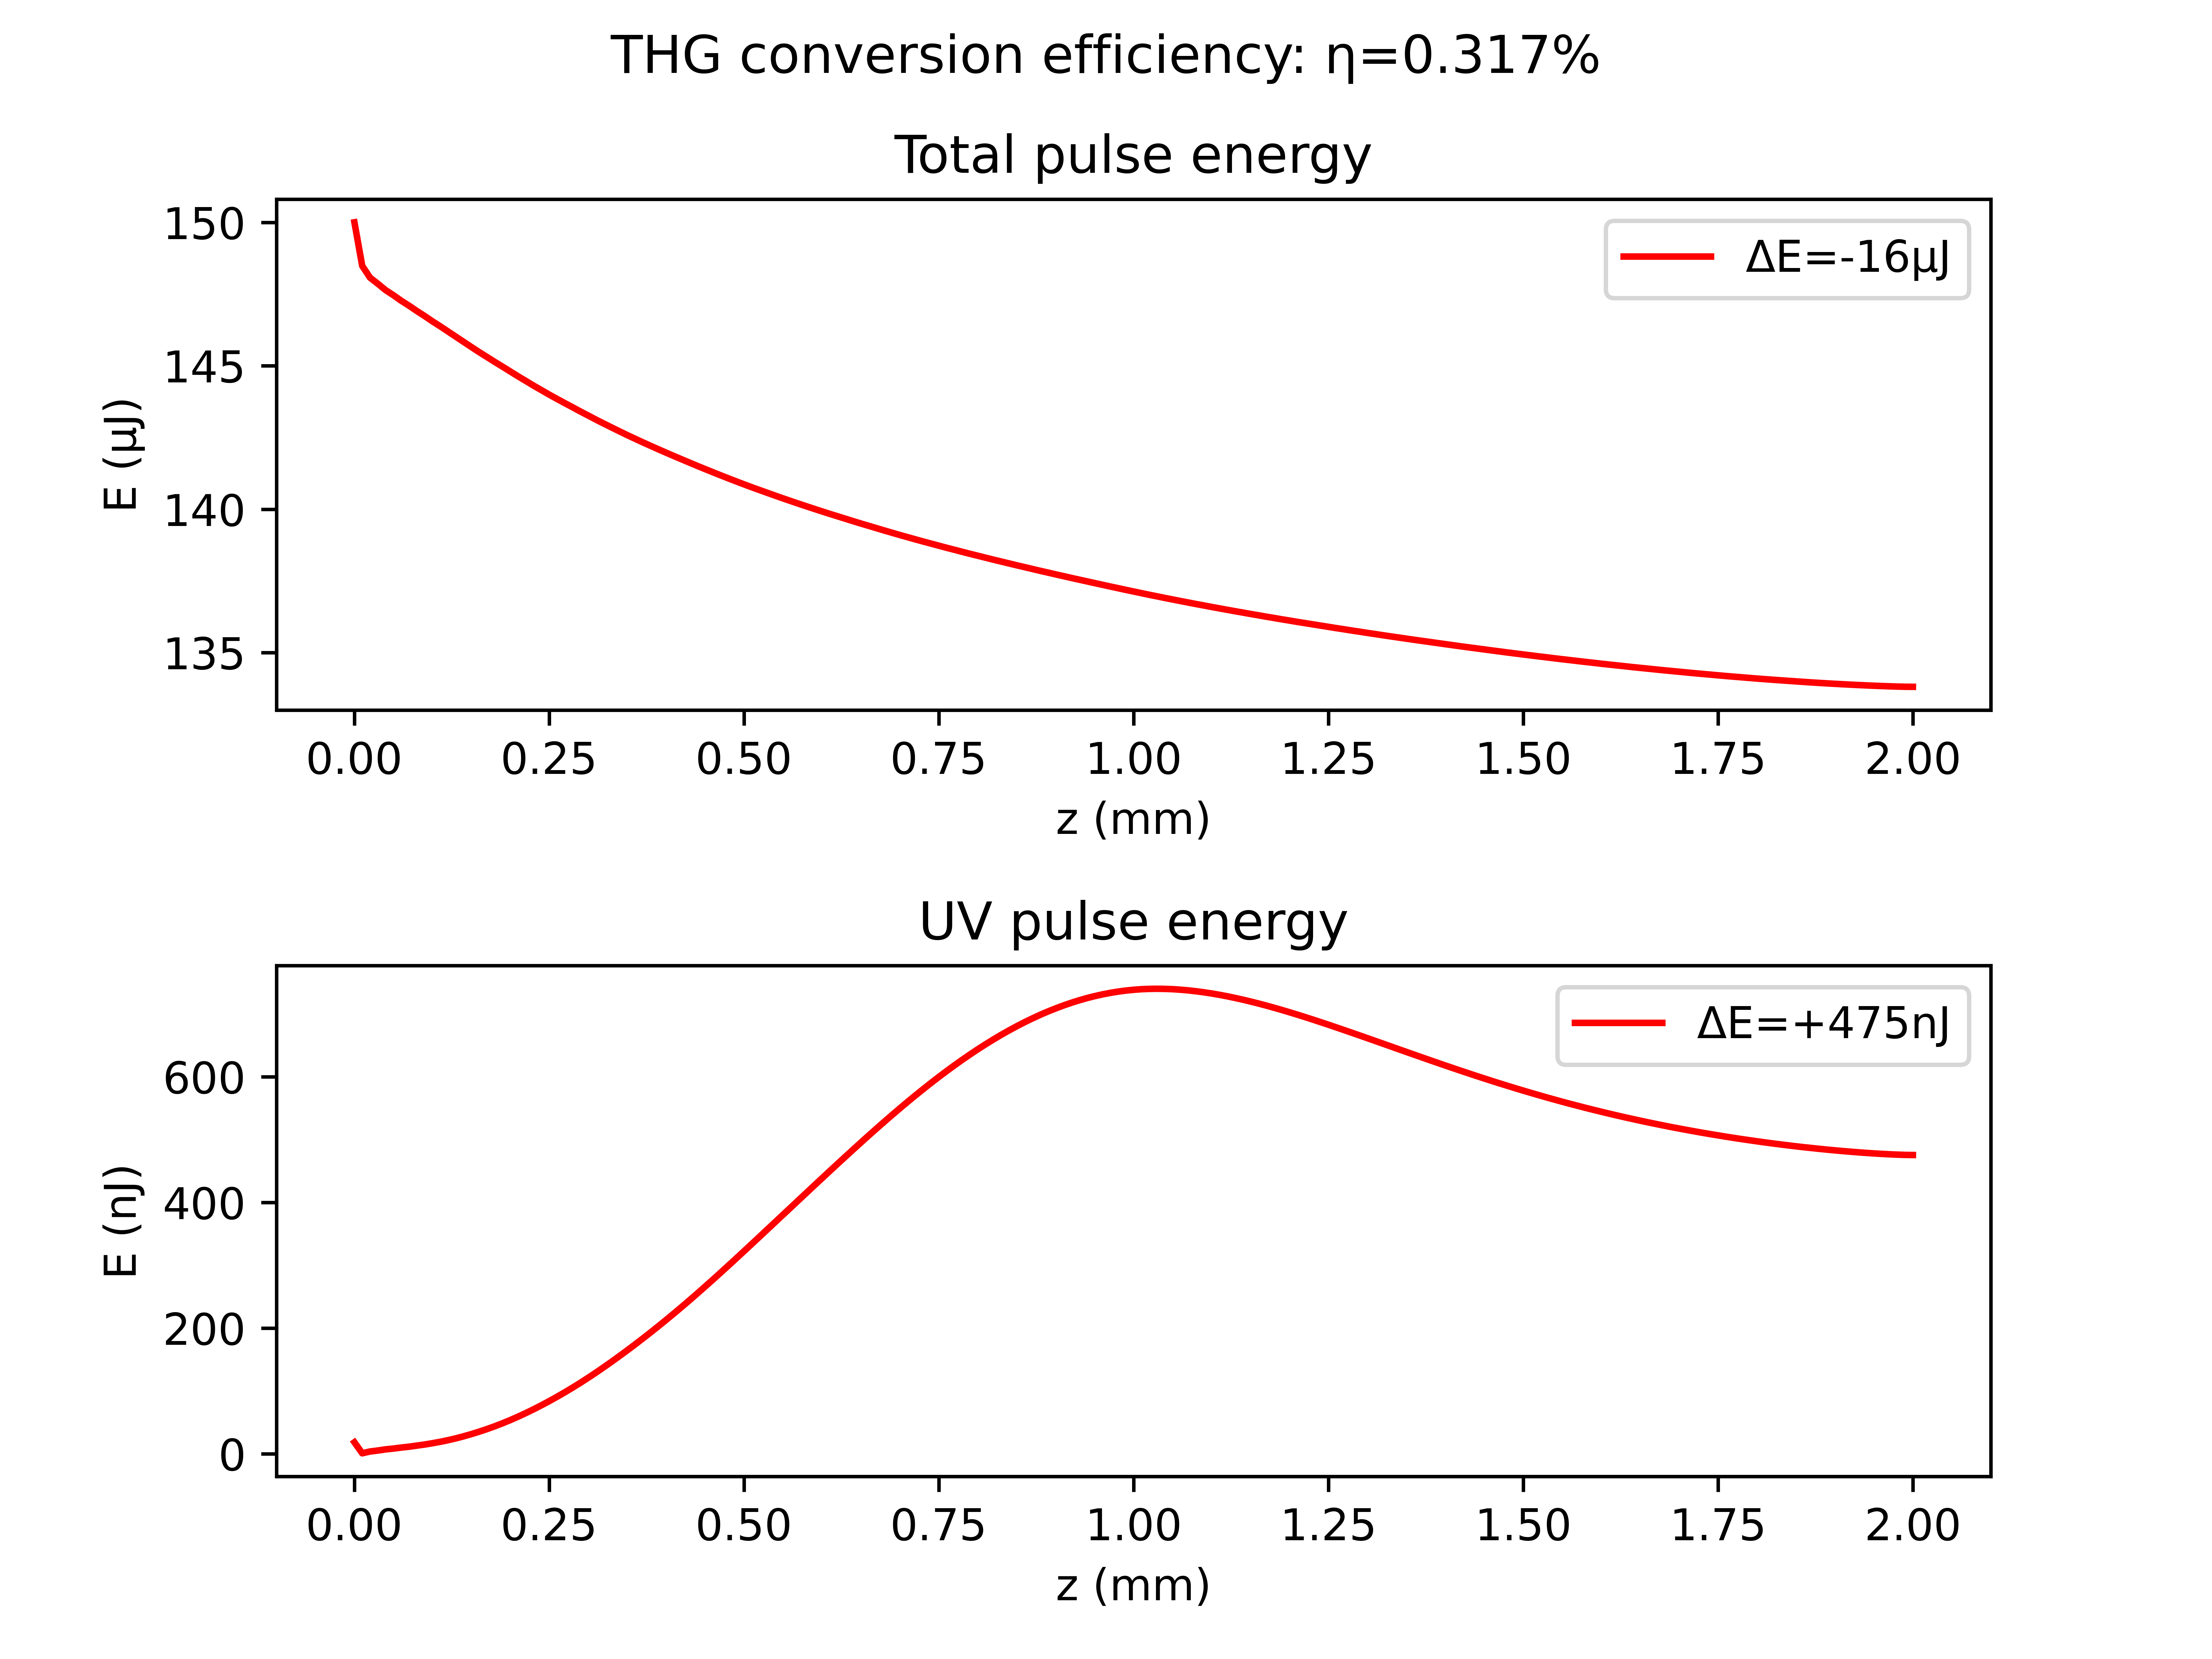 THG conversion efficiency: η=0.317%
Total pulse energy
E (μJ)
150
145
140
135
ΔE=-16μJ
0.00 0.25 0.50 0.75 1.00 1.25 1.50 1.75 2.00
z (mm)
UV pulse energy
E (nJ)
600
400
200
0
ΔE=+475nJ
0.00 0.25 0.50 0.75 1.00 1.25 1.50 1.75 2.00
z (mm)